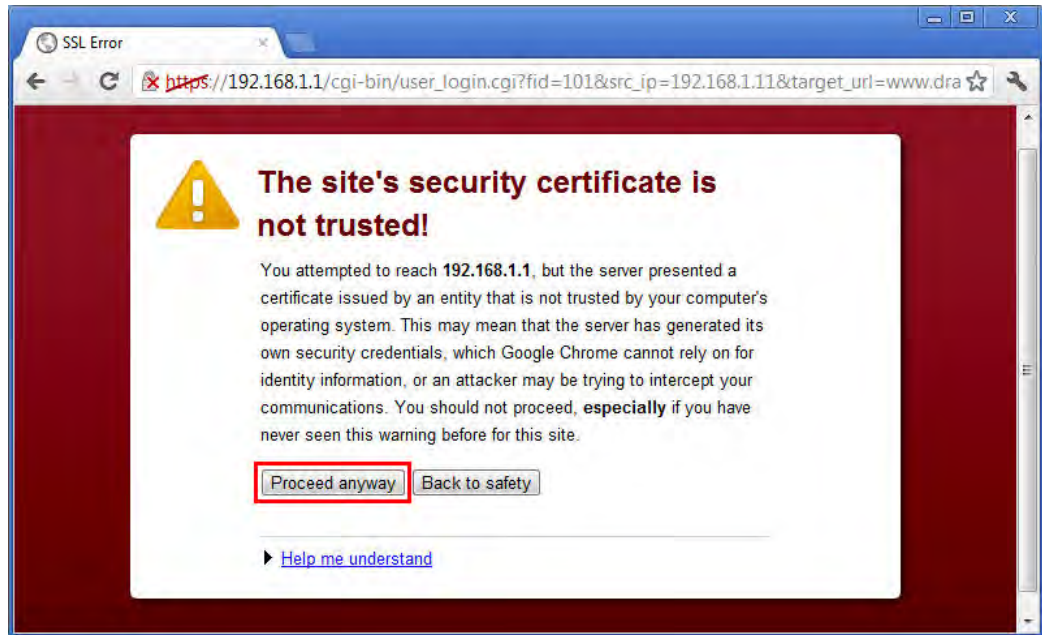 SSL Error
https://192.168.1.1/cgi-bin/user_login.cgi?fid=101&src_ip=192.168.1.11&target_url=www.dra
The site's security certificate is
not trusted!
You attempted to reach 192.168.1.1, but the server presented a
certificate issued by an entity that is not trusted by your computer's
operating system. This may mean that the server has generated its
own security credentials, which Google Chrome cannot rely on for
identity information, or an attacker may be trying to intercept your
communications. You should not proceed, especially if you have
never seen this warning before for this site.
Proceed anyway Back to safety
Help me understand